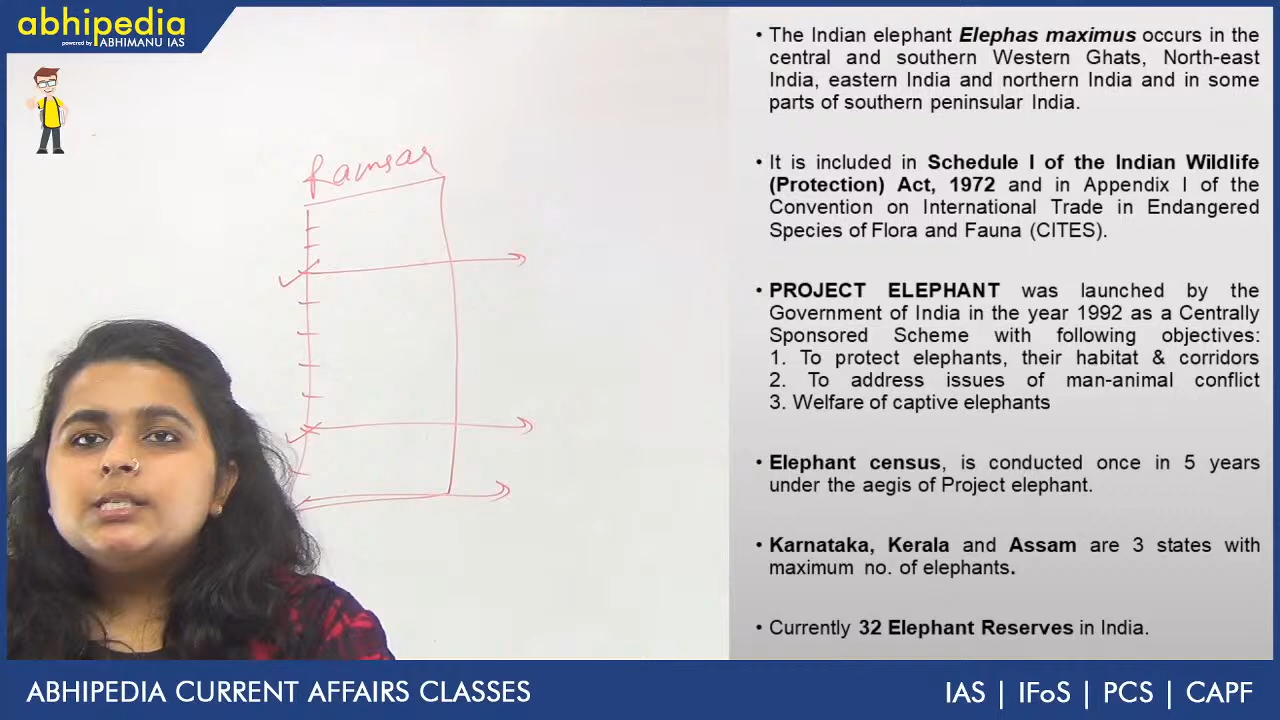 abhipedia
powered by ABHIMANU IAS
Ramsar
• The Indian elephant Elephas maximus occurs in the
central and southern Western Ghats, North-east
India, eastern India and northern India and in some
parts of southern peninsular India.
• It is included in Schedule I of the Indian Wildlife
(Protection) Act, 1972 and in Appendix I of the
Convention on International Trade in Endangered
Species of Flora and Fauna (CITES).
• PROJECT ELEPHANT was launched by the
Government of India in the year 1992 as a Centrally
Sponsored Scheme with following objectives:
1. To protect elephants, their habitat & corridors
2. To address issues of man-animal conflict
3. Welfare of captive elephants
• Elephant census, is conducted once in 5 years
under the aegis of Project elephant.
• Karnataka, Kerala and Assam are 3 states with
maximum no. of elephants.
• Currently 32 Elephant Reserves in India.
ABHIPEDIA CURRENT AFFAIRS CLASSES
IAS | IFoS | PCS | CAPF